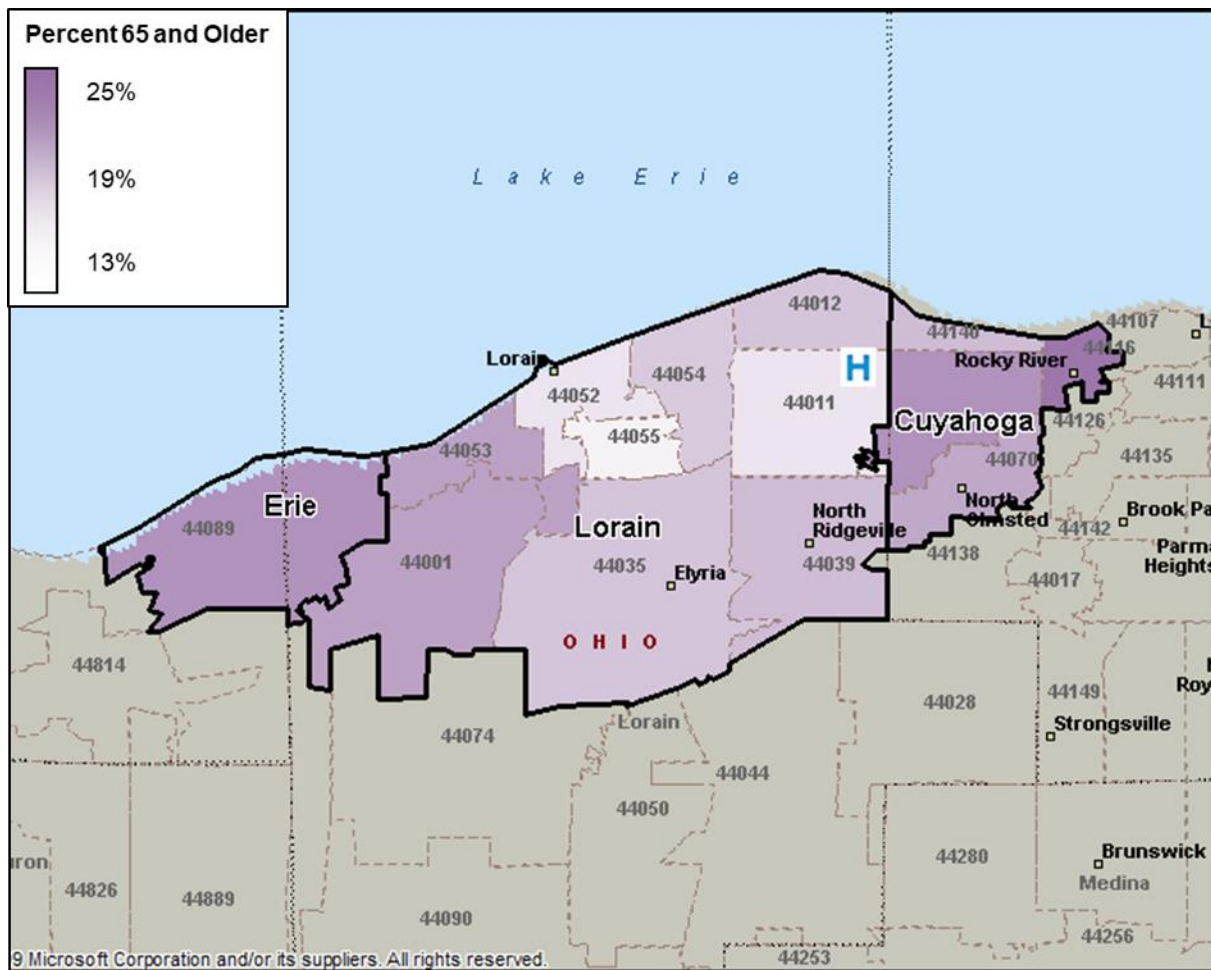 Percent 65 and Older
25%
19%
13%
Lake Erie
44012
44107
44140
44116
Lorain
Rocky River
H
44054
44111
44052
44011
Cuyahoga
44126
44055
44053
44135
44070
Erie
North
Olmsted
44089
Lorain
North
Ridgeville
44142
Brook Pa
44001
44035
44039
44138
Parma
Heights
Elyria
44017
OHIO
44814
44149
Roy
44028
Lorain
Strongsville
44074
44044
44050
Brunswick
44280
uron
Medina
44826
44889
44090
44256
44253
9 Microsoft Corporation and/or its suppliers. All rights reserved.